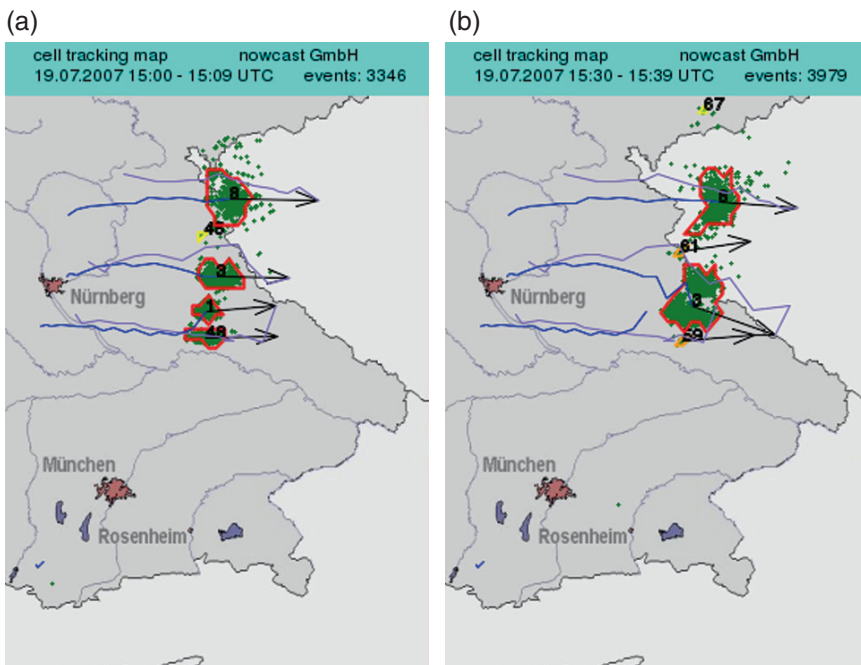 (a)
cell tracking map nowcast GmbH
19.07.2007 15:00 - 15:09 UTC events: 3346
8
45
3
Nürnberg
1
48
München
Rosenheim
(b)
cell tracking map nowcast GmbH
19.07.2007 15:30 - 15:39 UTC events: 3979
67
61
Nürnberg
3
59
München
Rosenheim